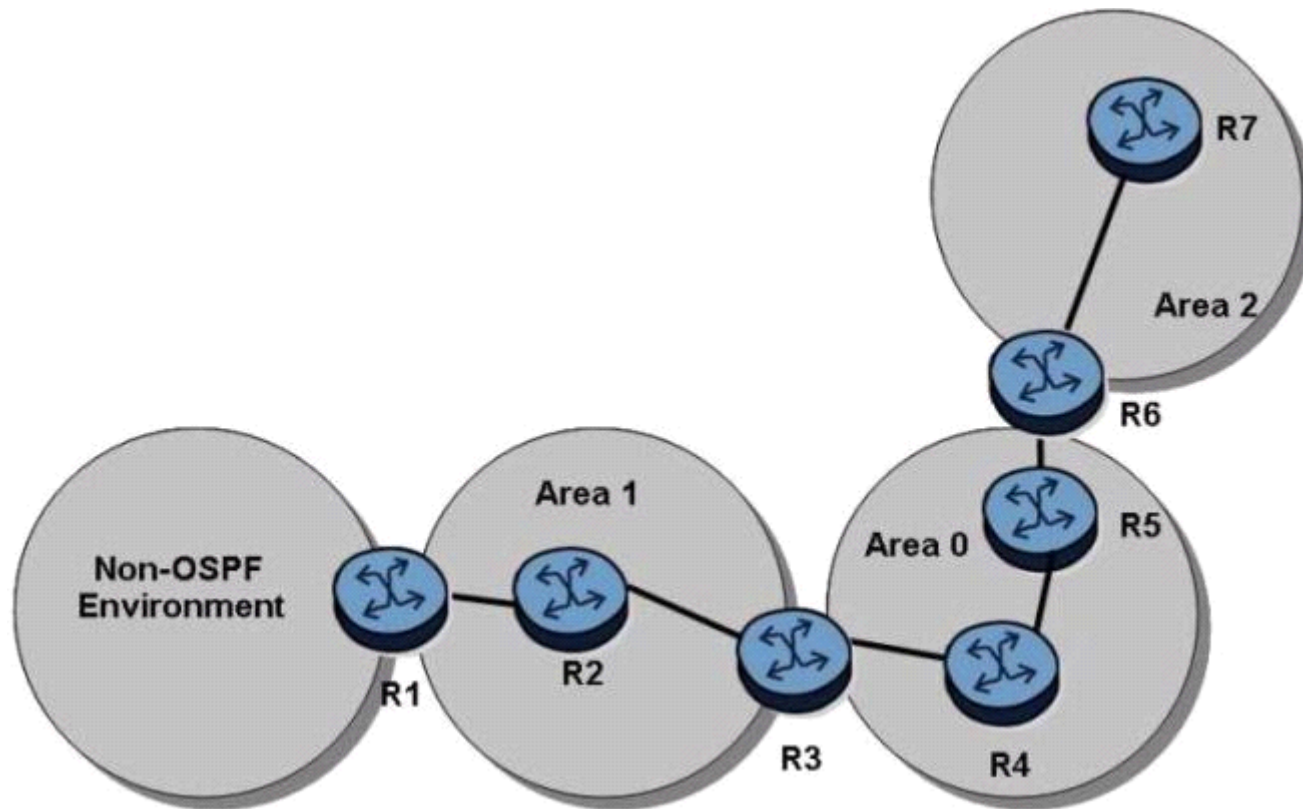 R7
Area 2
R6
Area 1
R5
Area 0
Non-OSPF
Environment
R2
R1
R3
R4